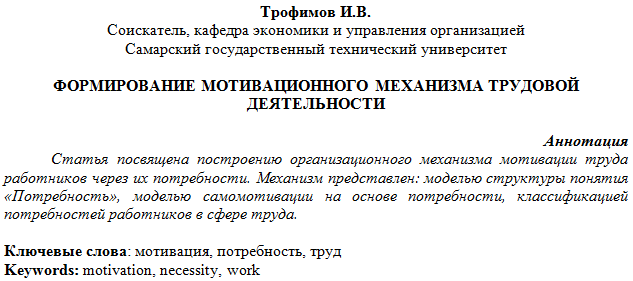 Трофимов И.В.
Соискатель, кафедра экономики и управления организацией
Самарский государственный технический университет
ФОРМИРОВАНИЕ МОТИВАЦИОННОГО МЕХАНИЗМА ТРУДОВОЙ
ДЕЯТЕЛЬНОСТИ
Аннотация
Статья посвящена построению организационного механизма мотивации труда
работников через их потребности. Механизм представлен: моделью структуры понятия
«Потребность», моделью самомотивации на основе потребности, классификацией
потребностей работников в сфере труда.
Ключевые слова: мотивация, потребность, труд
Keywords: motivation, necessity, work